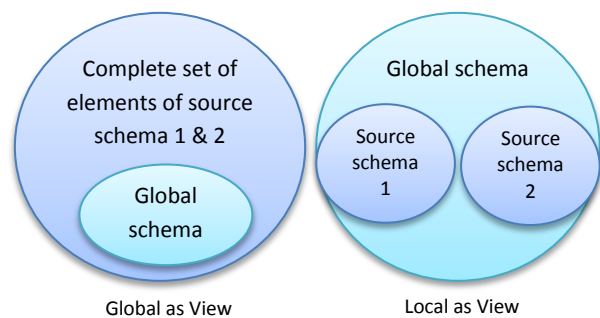 Complete set of
elements of source
schema 1 & 2
Global
schema
Global as View
Global schema
Source
schema
1
Source
schema
2
Local as View